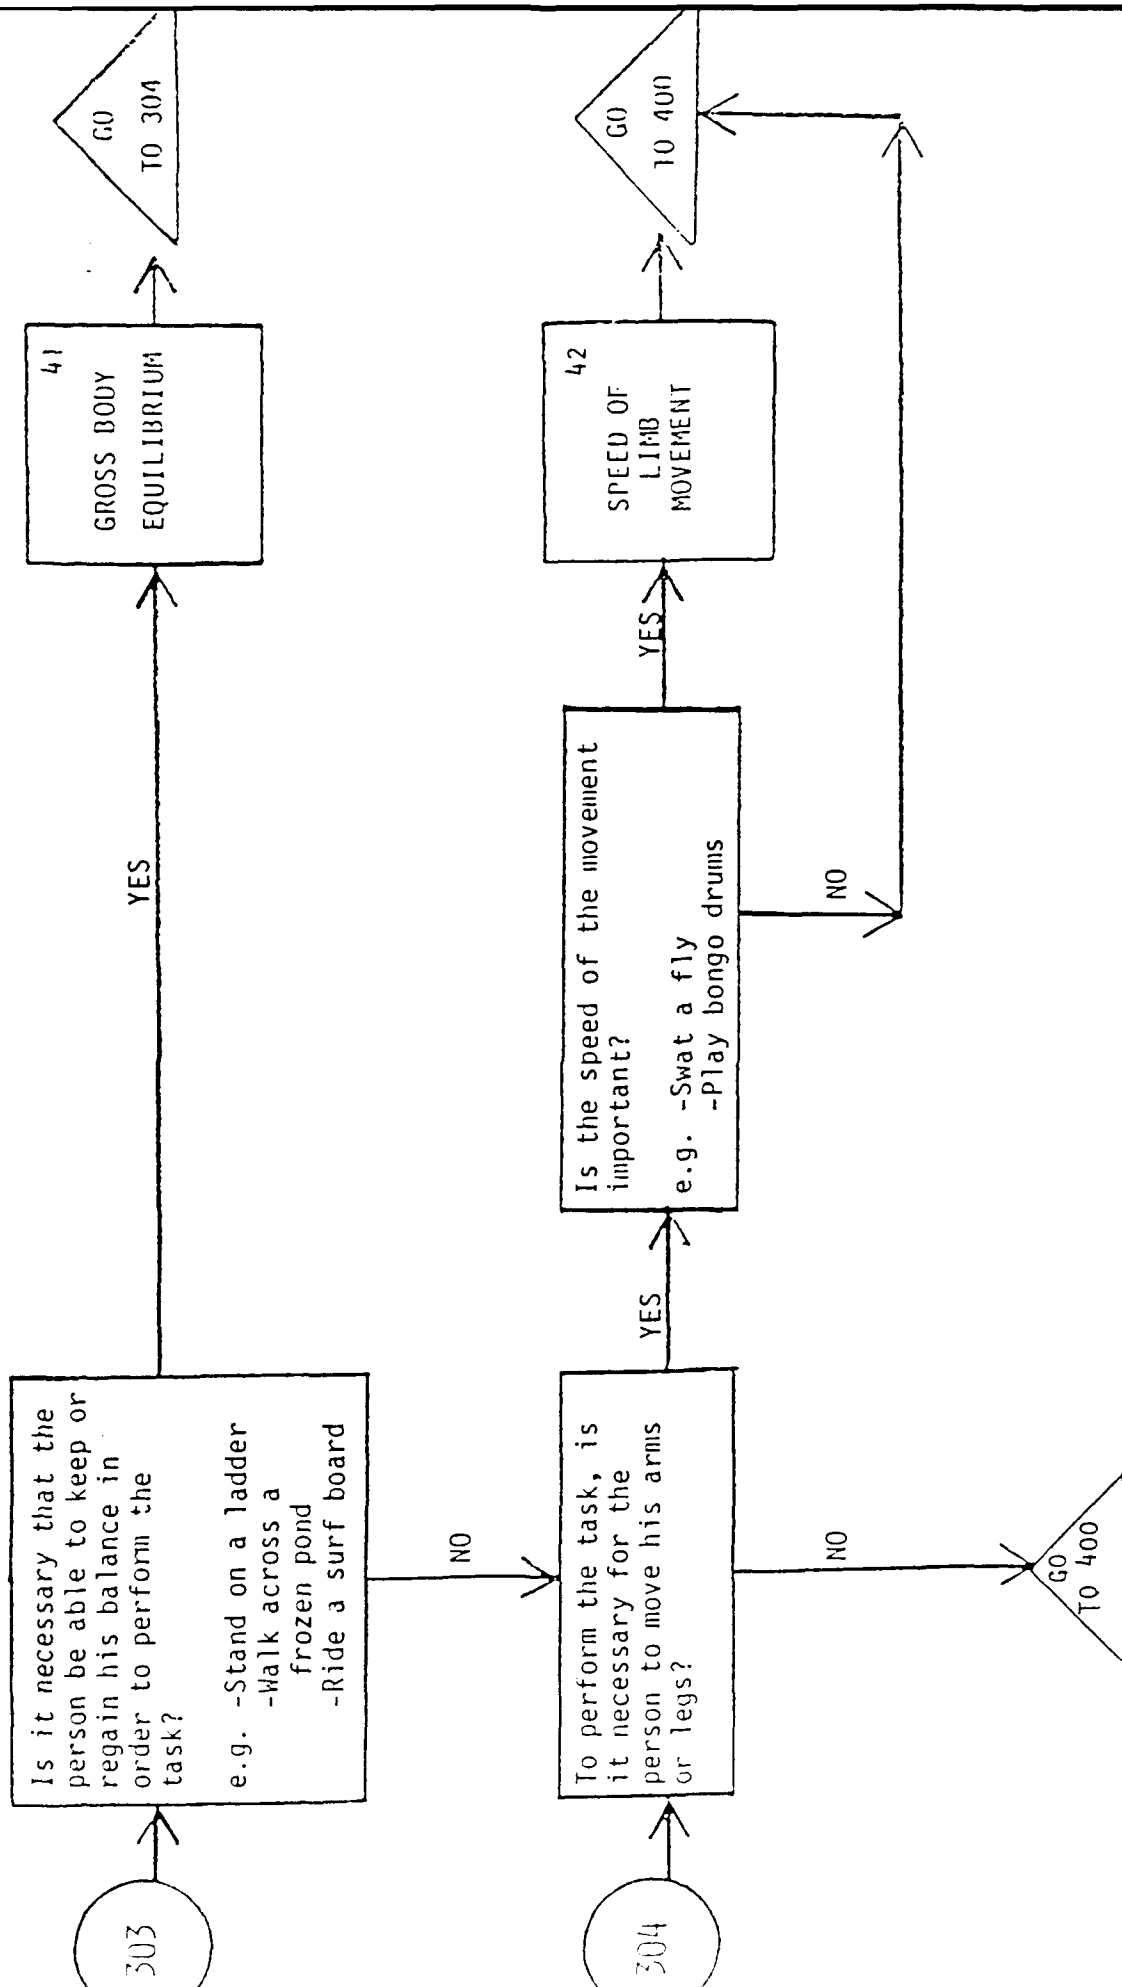 303
Is it necessary that the
person be able to keep or
regain his balance in
order to perform the
task?
e.g. -Stand on a ladder
-Walk across a
frozen pond
-Ride a surf board
YES
41
GROSS BODY
EQUILIBRIUM
GO
TO 304
NO
304
To perform the task, is
it necessary for the
person to move his arms
or legs?
YES
Is the speed of the movement
important?
e.g. -Swat a fly
-Play bongo drums
YES
42
SPEED OF
LIMB
MOVEMENT
GO
TO 400
NO
NO
GO
TO 400